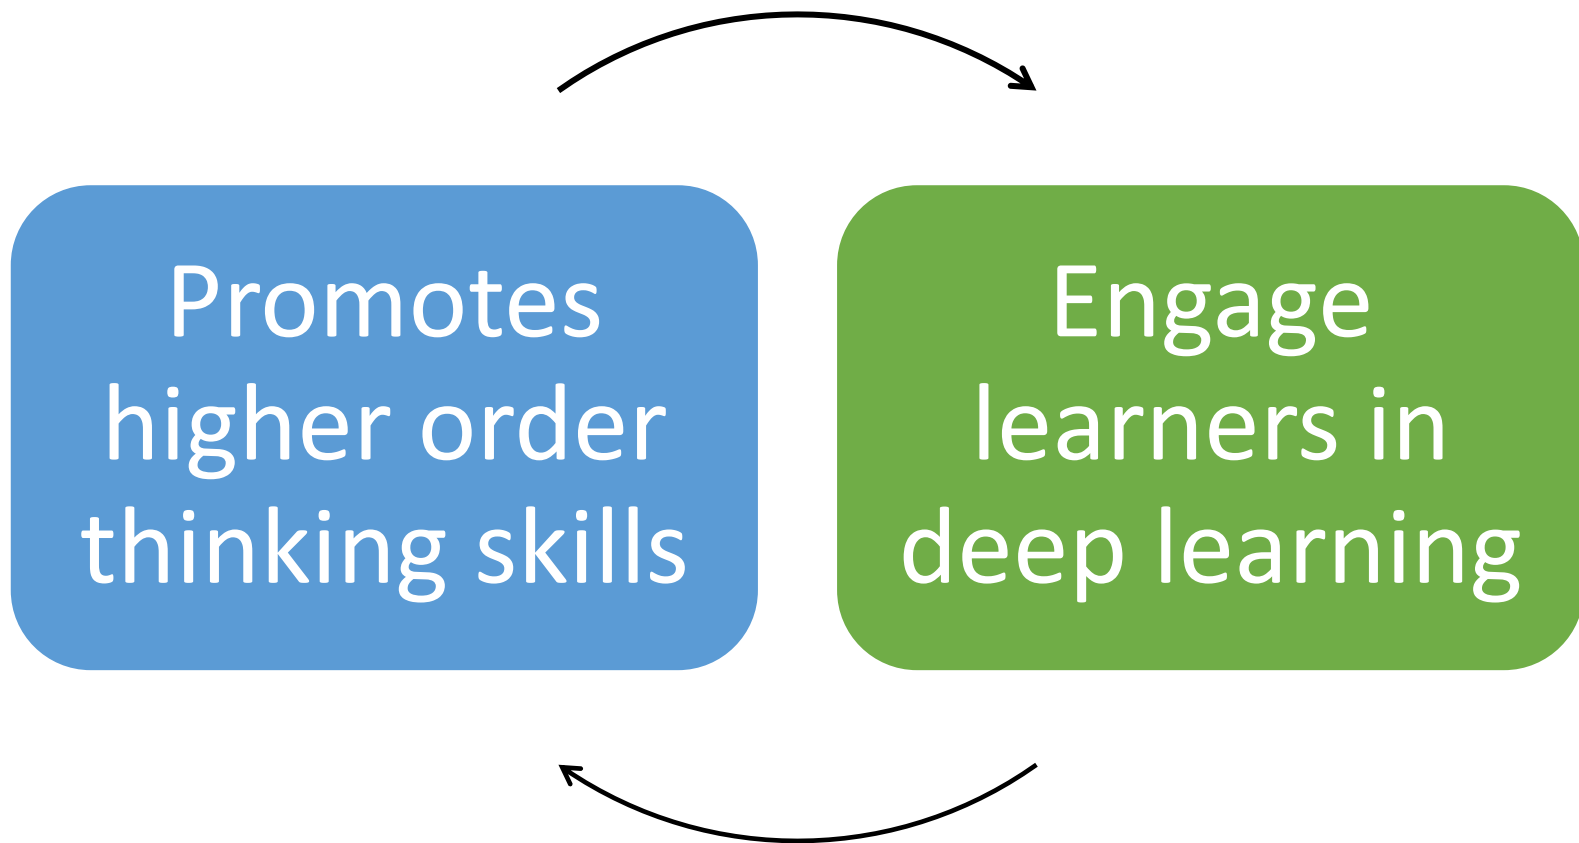 Promotes
higher order
thinking skills
Engage
learners in
deep learning